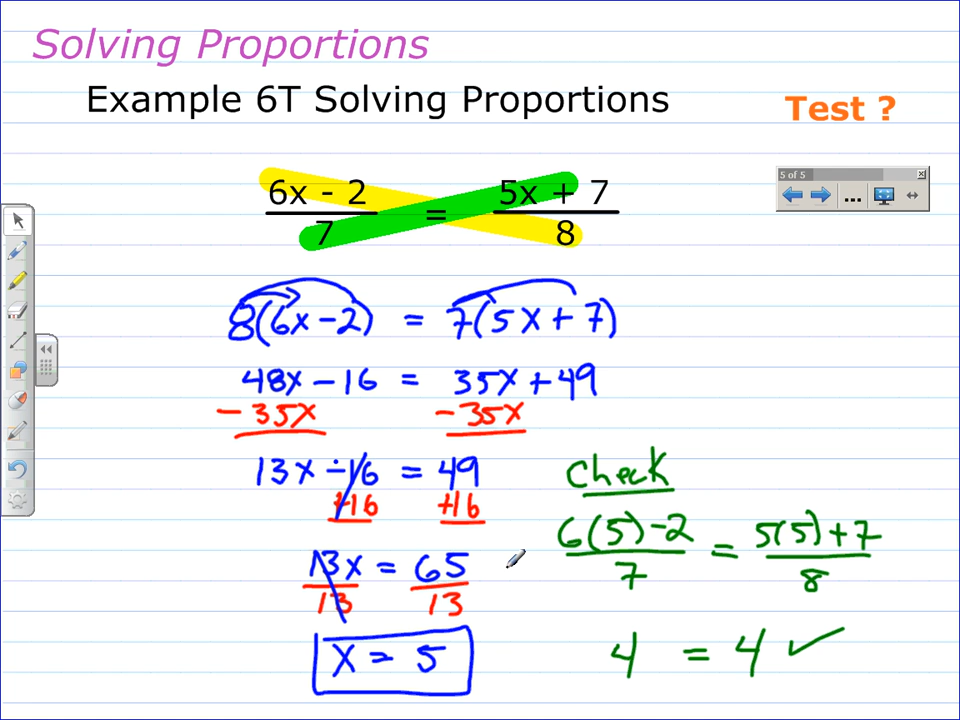 Solving Proportions
Example 6T Solving Proportions
Test ?
5 of 5
6x - 2 = 5x + 7
7 8
8(6x-2) = 7(5x+7)
48x-16 = 35x+49
-35x -35x
13x-16 = 49
+16 +16
13x = 65
13 13
x = 5
check
6(5)-2 = 5(5)+7
7 8
4 = 4 ✓